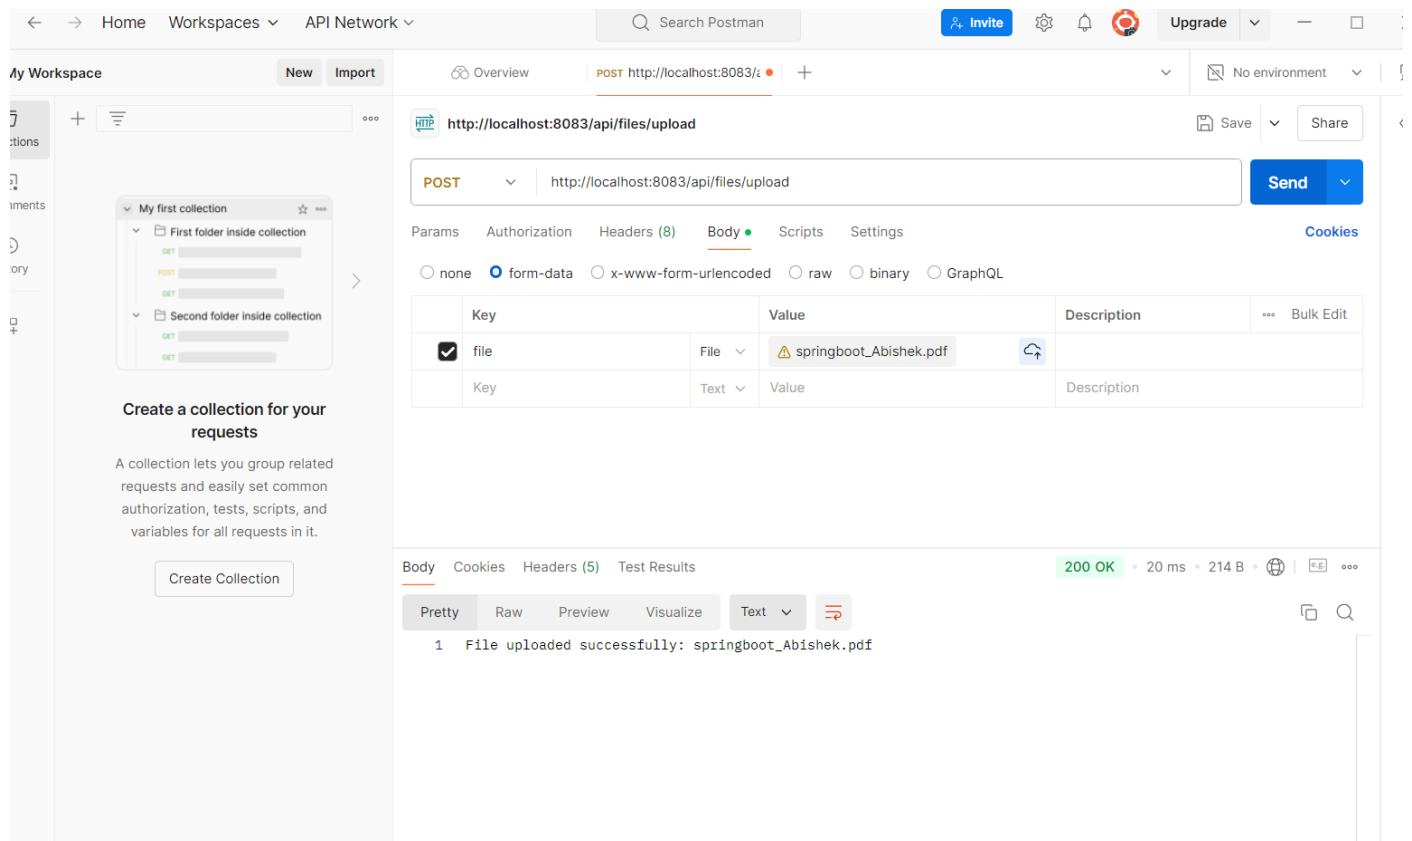 Home Workspaces API Network Search Postman Invite Upgrade
My Workspace New Import
Overview POST http://localhost:8083/a No environment
http://localhost:8083/api/files/upload Save Share
POST http://localhost:8083/api/files/upload Send
Params Authorization Headers (8) Body Scripts Settings Cookies
none form-data x-www-form-urlencoded raw binary GraphQL
Key Value Description Bulk Edit
file File springboot_Abishek.pdf
Key Text Value Description
ctions
nments
ory
My first collection
First folder inside collection
GET
POST
GET
Second folder inside collection
GET
GET
Create a collection for your
requests
A collection lets you group related
requests and easily set common
authorization, tests, scripts, and
variables for all requests in it.
Create Collection
Body Cookies Headers (5) Test Results 200 OK 20 ms 214 B e.g.
Pretty Raw Preview Visualize Text
1 File uploaded successfully: springboot_Abishek.pdf